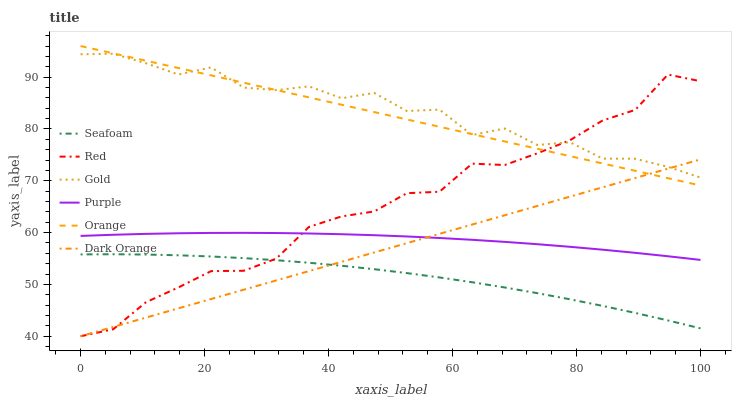 title
yaxis_label
90
80
70
60
50
40
Seafoam
Red
Gold
Purple
Orange
Dark Orange
0
20
40
60
80
100
xaxis_label